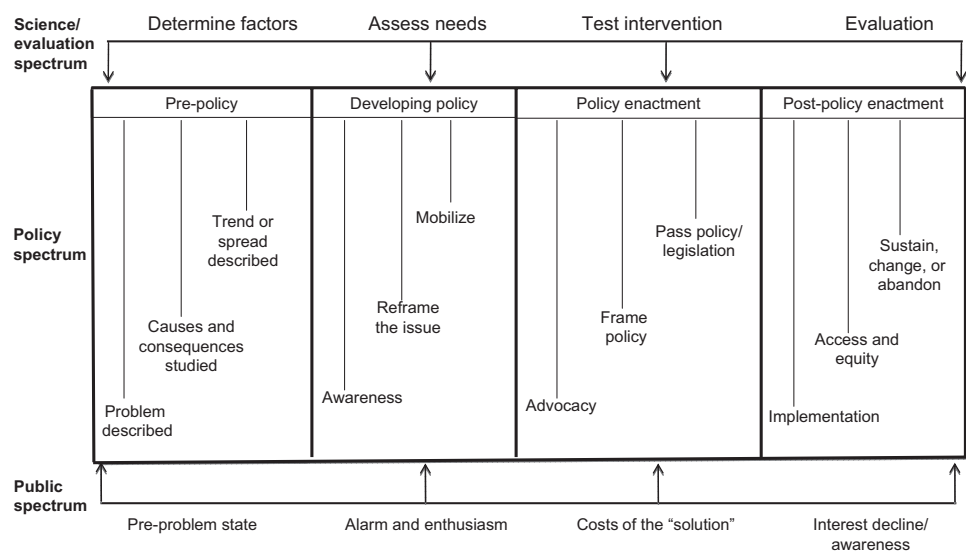 Science/
evaluation
spectrum
Determine factors
Assess needs
Test intervention
Evaluation
Pre-policy
Developing policy
Policy enactment
Post-policy enactment
Policy
spectrum
Trend or
spread
described
Causes and
consequences
studied
Problem
described
Mobilize
Reframe
the issue
Awareness
Pass policy/
legislation
Frame
policy
Advocacy
Sustain,
change, or
abandon
Access and
equity
Implementation
Public
spectrum
Pre-problem state
Alarm and enthusiasm
Costs of the “solution”
Interest decline/
awareness